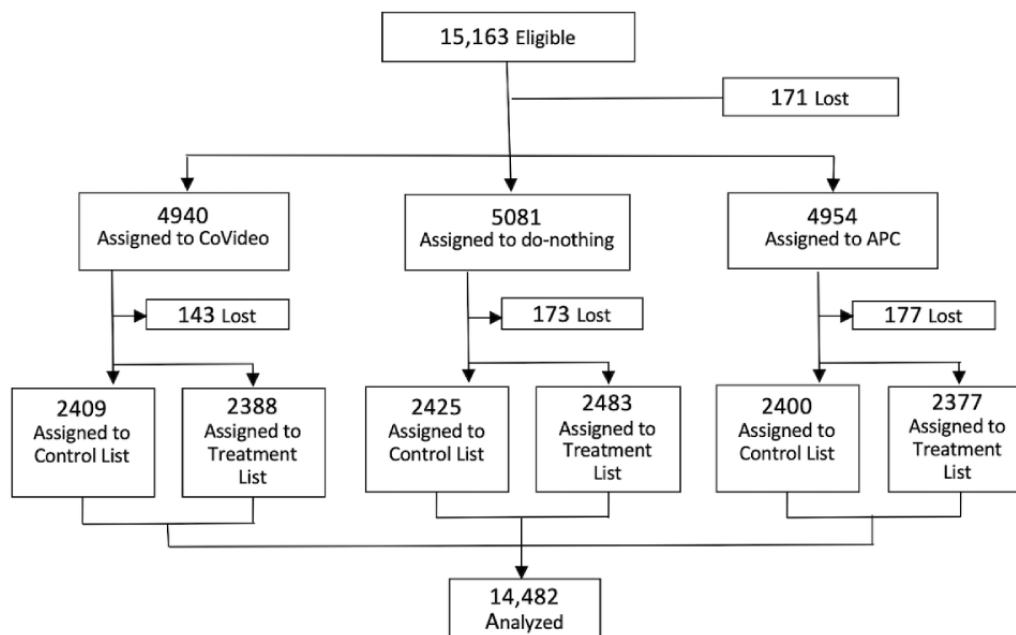 15,163 Eligible
171 Lost
4940
Assigned to CoVideo
5081
Assigned to do-nothing
4954
Assigned to APC
143 Lost
173 Lost
177 Lost
2409
Assigned to
Control List
2388
Assigned to
Treatment
List
2425
Assigned to
Control List
2483
Assigned to
Treatment
List
2400
Assigned to
Control List
2377
Assigned to
Treatment
List
14,482
Analyzed